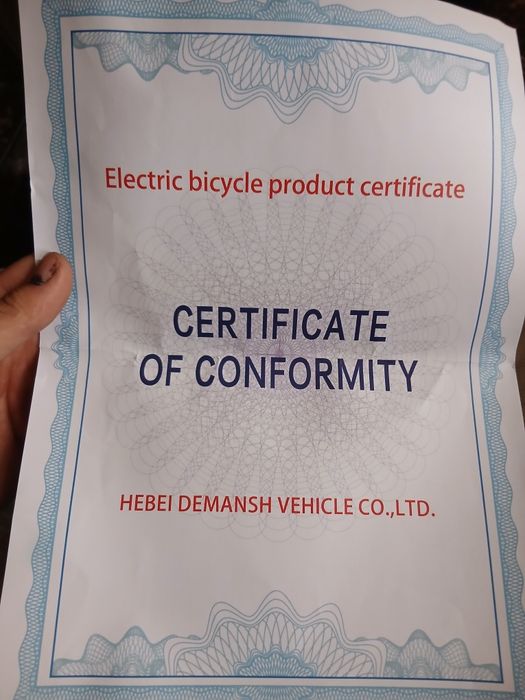 Electric bicycle product certificate
CERTIFICATE
OF CONFORMITY
HEBEI DEMANSH VEHICLE CO.,LTD.